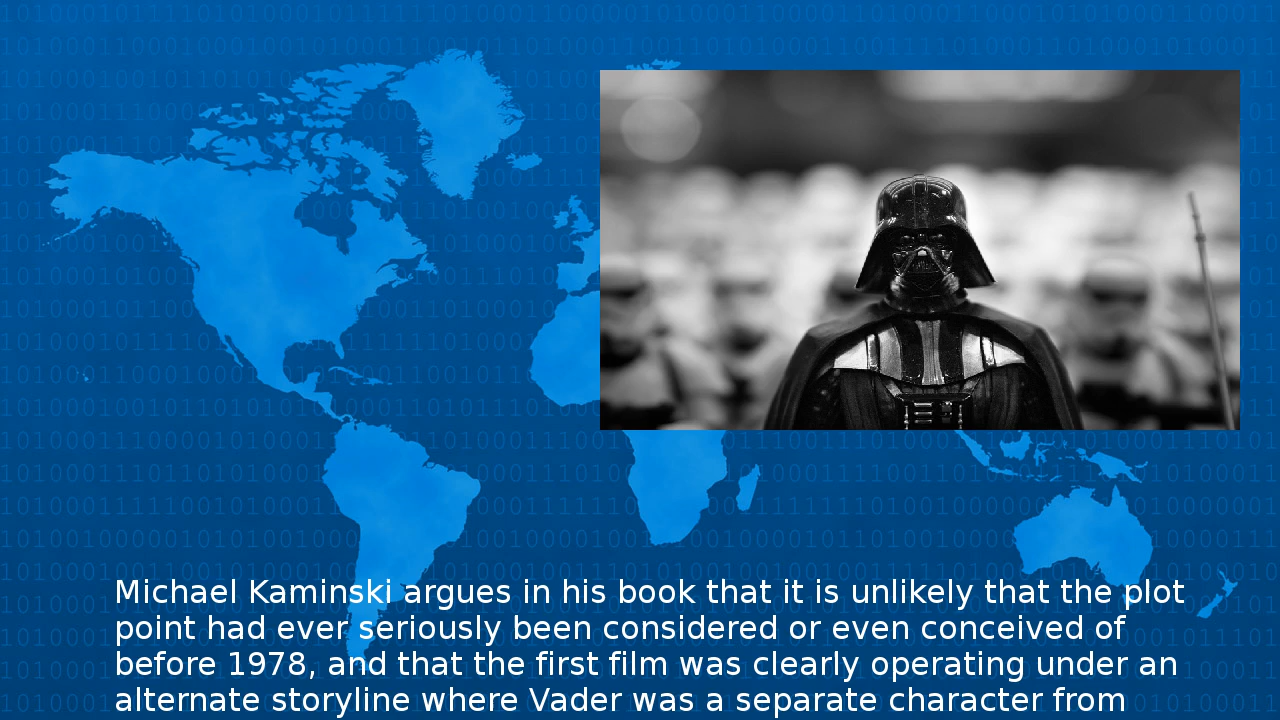 Michael Kaminski argues in his book that it is unlikely that the plot
point had ever seriously been considered or even conceived of
before 1978, and that the first film was clearly operating under an
alternate storyline where Vader was a separate character from